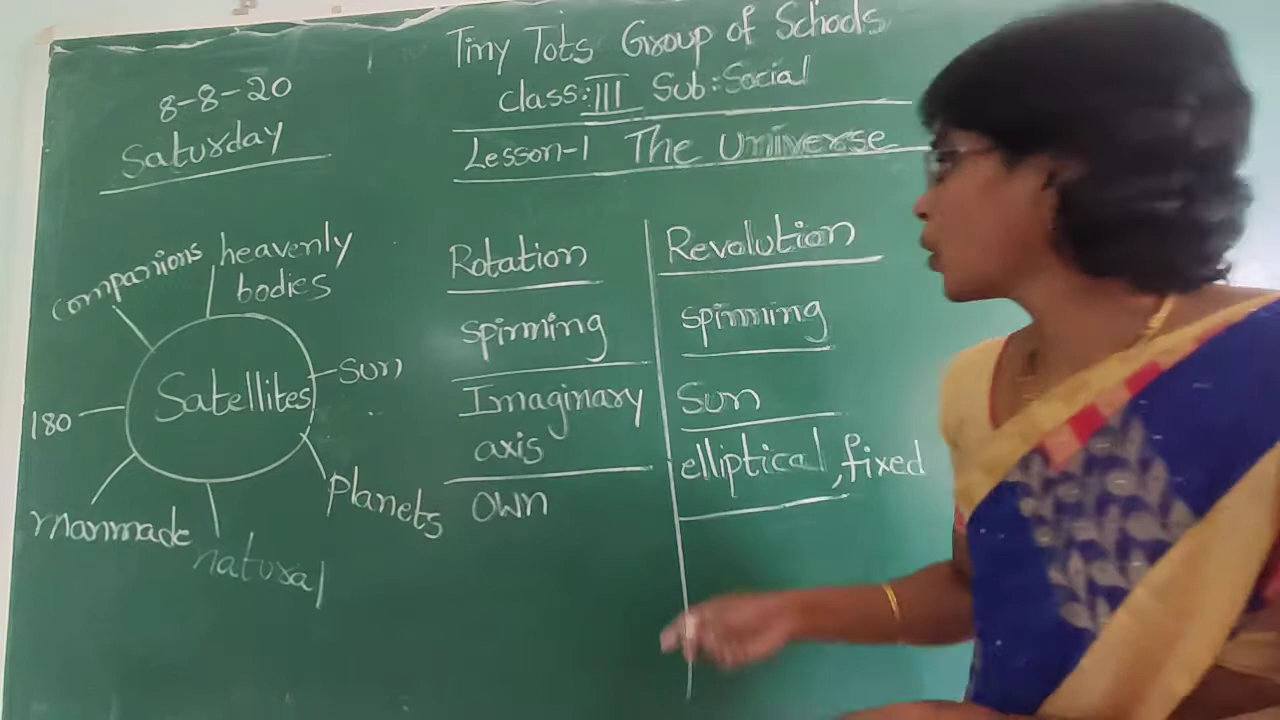 Tiny Tots Group of Schools
8-8-20
Class: III Sub: Social
Saturday
Lesson-1 The Universe
companions
heavenly
bodies
Satellites
Sun
180
planets
manmade
natural
Rotation
spinning
Imaginary
axis
own
Revolution
spinning
Sun
elliptical, fixed